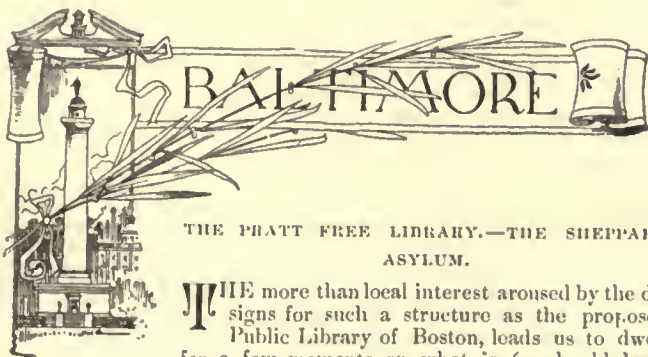 BALTIMORE
THE PRATT FREE LIBRARY.—THE SHEPPAR
ASYLUM.
THE more than local interest aroused by the d
signs for such a structure as the propose
Public Library of Boston, leads us to dwe
for a few moments on what is